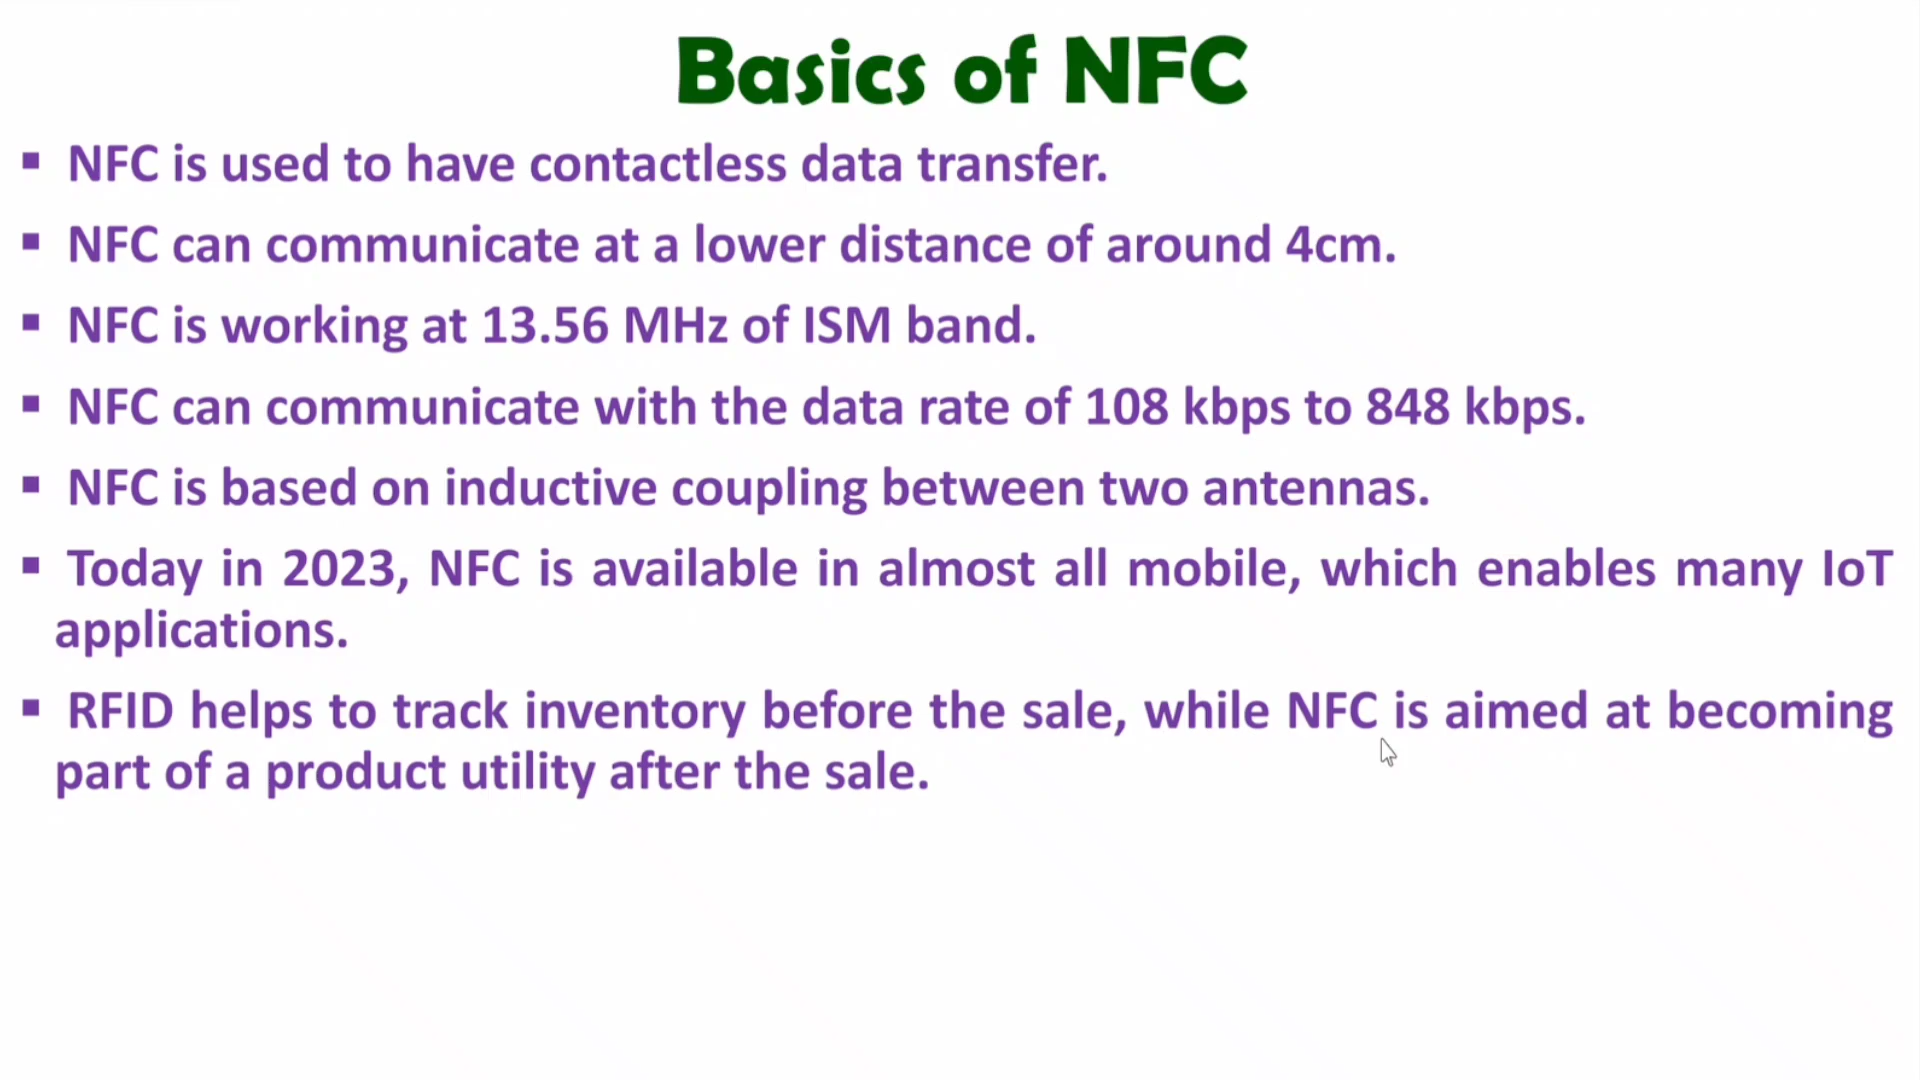 Basics of NFC
▪ NFC is used to have contactless data transfer.
▪ NFC can communicate at a lower distance of around 4cm.
▪ NFC is working at 13.56 MHz of ISM band.
▪ NFC can communicate with the data rate of 108 kbps to 848 kbps.
▪ NFC is based on inductive coupling between two antennas.
▪ Today in 2023, NFC is available in almost all mobile, which enables many IoT
applications.
▪ RFID helps to track inventory before the sale, while NFC is aimed at becoming
part of a product utility after the sale.